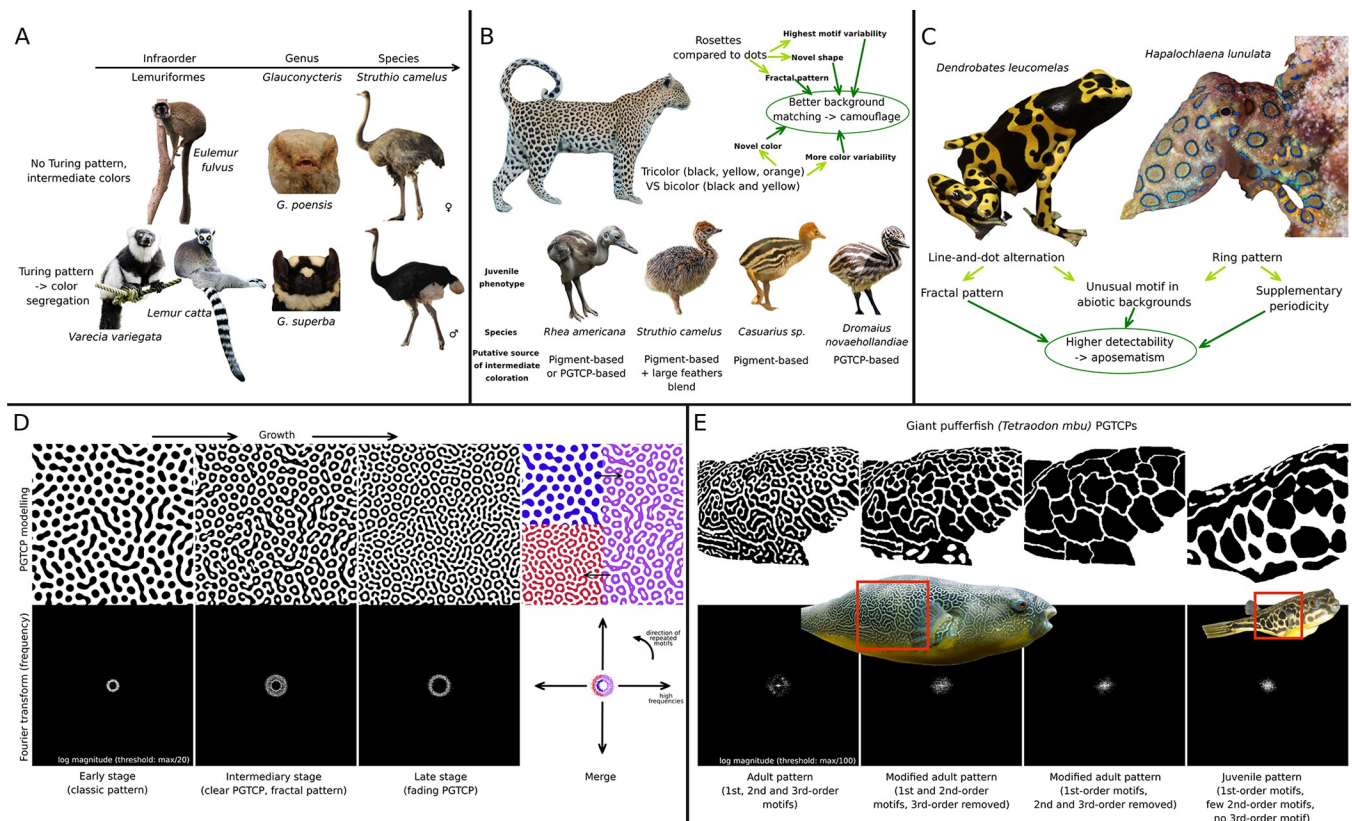 A
Infraorder
Genus
Species
Lemuriformes
Glauconycteris
Struthio camelus
No Turing pattern,
intermediate colors
Eulemur
fulvus
G. poensis
♀
Turing pattern
-> color
segregation
Varecia variegata
Lemur catta
G. superba
♂
B
Rosettes
compared to dots
Highest motif variability
Novel shape
Fractal pattern
Better background
matching -> camouflage
Novel color
More color variability
Tricolor (black, yellow, orange)
VS bicolor (black and yellow)
Juvenile
phenotype
Species
Rhea americana
Struthio camelus
Casuarius sp.
Dromaius
novaehollandiae
Putative source
of intermediate
coloration
Pigment-based
or PGTCP-based
Pigment-based
+ large feathers
blend
Pigment-based
PGTCP-based
C
Dendrobates leucomelas
Hapalochlaena lunulata
Line-and-dot alternation
Ring pattern
Fractal pattern
Unusual motif in
abiotic backgrounds
Supplementary
periodicity
Higher detectability
-> aposematism
D
Growth
PGTCP modelling
Fourier transform (frequency)
direction of
repeated
motifs
high
frequencies
log magnitude (threshold: max/20)
Early stage
(classic pattern)
Intermediary stage
(clear PGTCP, fractal pattern)
Late stage
(fading PGTCP)
Merge
E
Giant pufferfish (Tetraodon mbu) PGTCPs
log magnitude (threshold: max/100)
Adult pattern
(1st, 2nd and 3rd-order
motifs)
Modified adult pattern
(1st and 2nd-order
motifs, 3rd-order removed)
Modified adult pattern
(1st-order motifs,
2nd and 3rd-order removed)
Juvenile pattern
(1st-order motifs,
few 2nd-order motifs,
no 3rd-order motif)